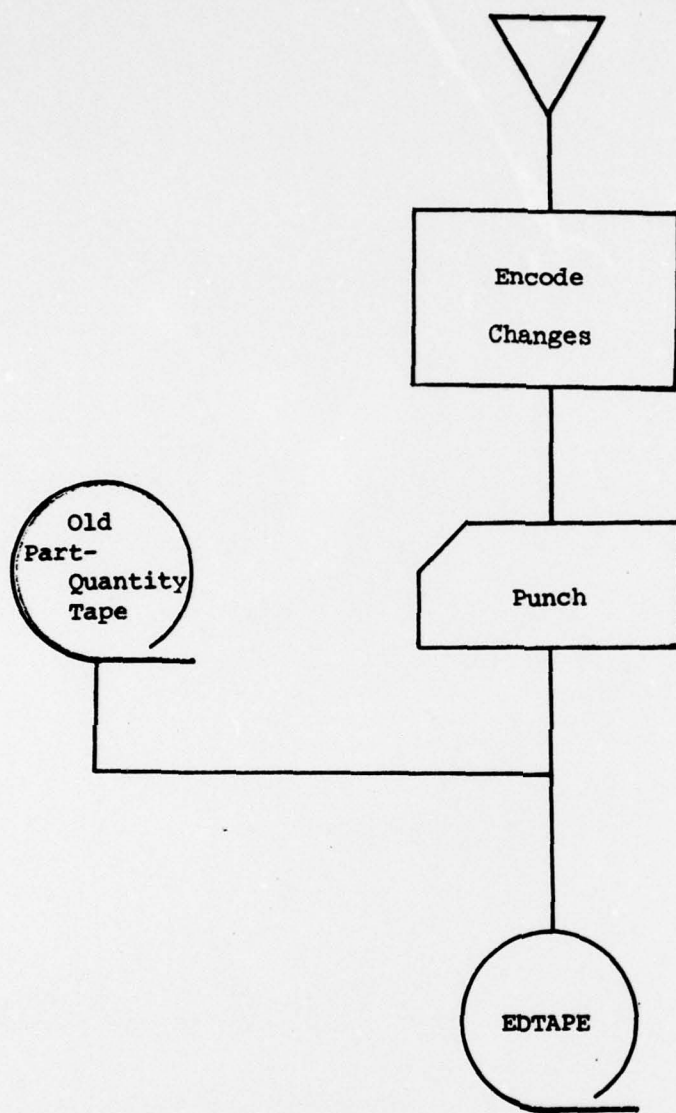 Encode
Changes
Old
Part-
Quantity
Tape
Punch
EDTAPE